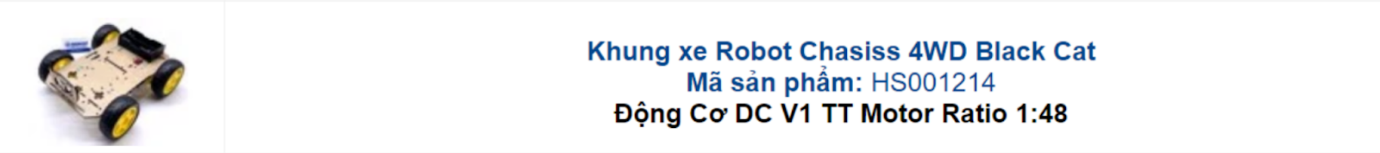 Khung xe Robot Chasiss 4WD Black Cat
Mã sản phẩm: HS001214
Động Cơ DC V1 TT Motor Ratio 1:48